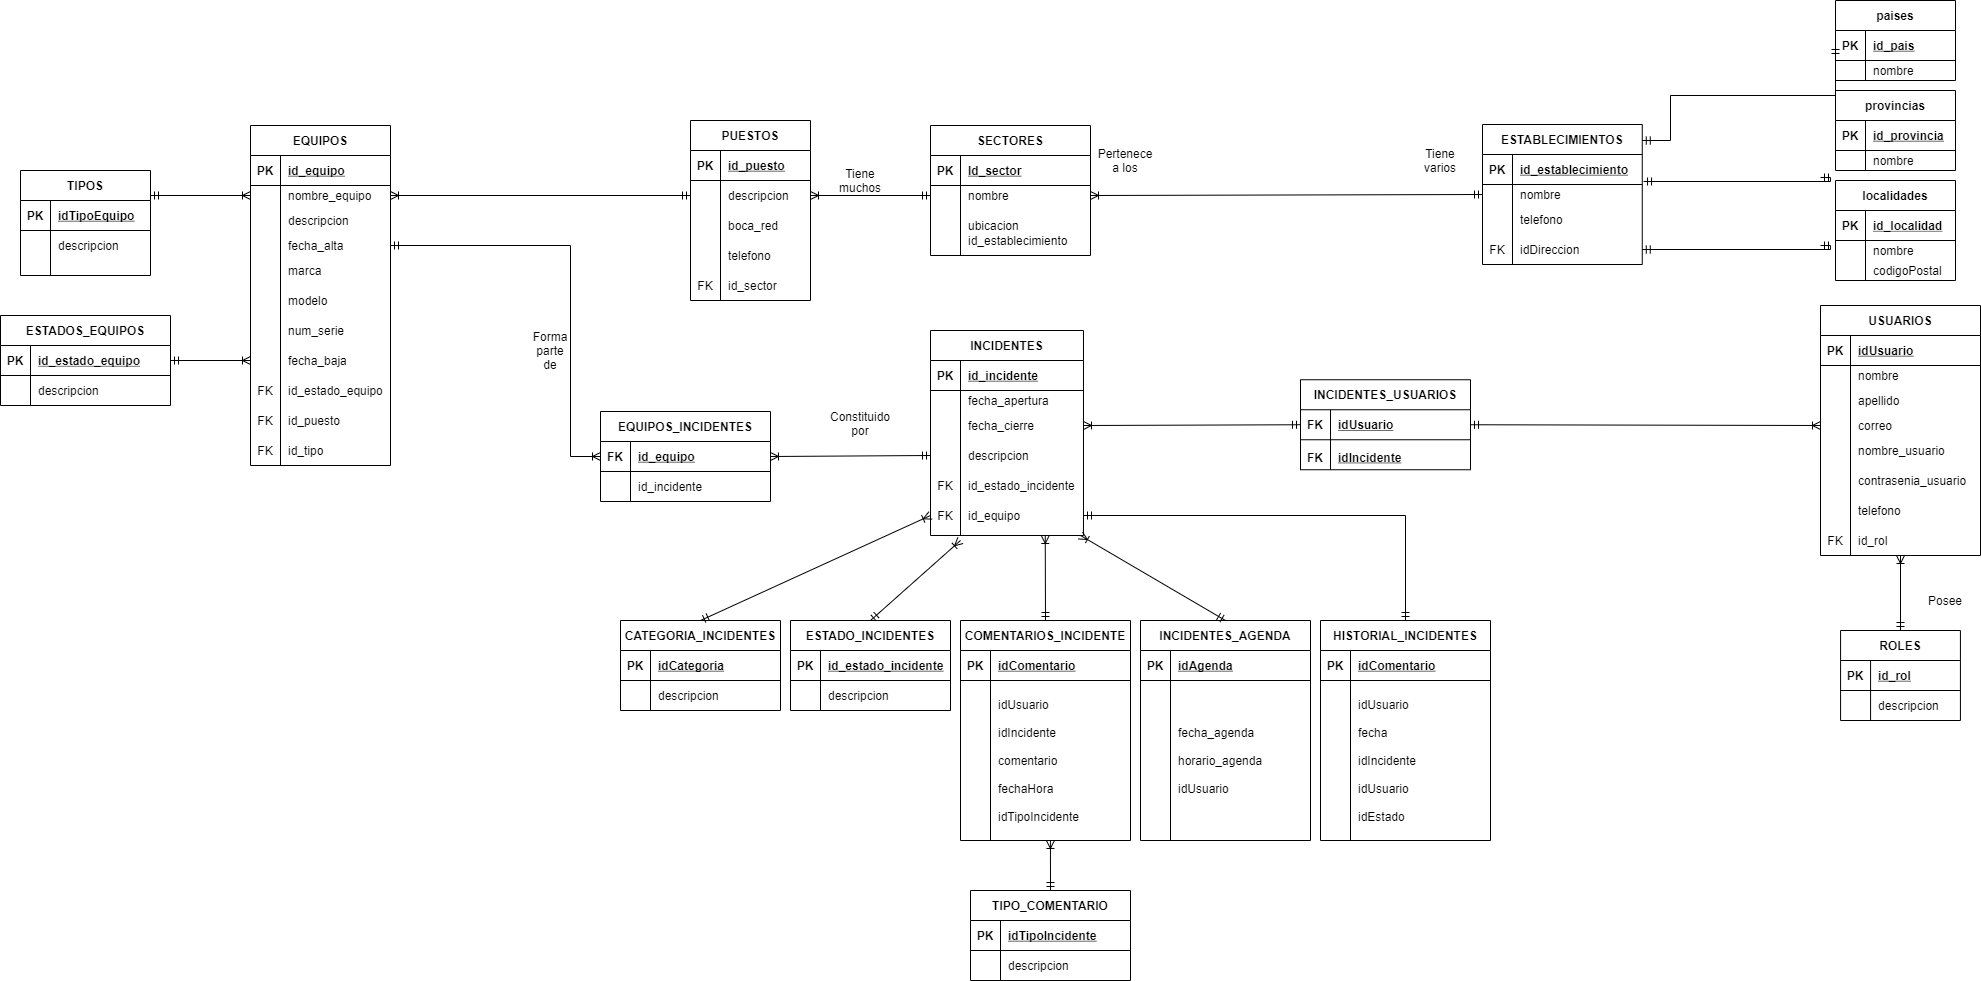 paises
PK id_pais
nombre
provincias
PK id_provincia
nombre
localidades
PK id_localidad
nombre
codigoPostal
EQUIPOS
PK id_equipo
nombre_equipo
descripcion
fecha_alta
marca
modelo
num_serie
fecha_baja
FK id_estado_equipo
FK id_puesto
FK id_tipo
PUESTOS
PK id_puesto
descripcion
boca_red
telefono
FK id_sector
Tiene
muchos
SECTORES
PK Id_sector
nombre
ubicacion
id_establecimiento
Pertenece
a los
Tiene
varios
ESTABLECIMIENTOS
PK id_establecimiento
nombre
telefono
FK idDireccion
TIPOS
PK idTipoEquipo
descripcion
ESTADOS_EQUIPOS
PK id_estado_equipo
descripcion
Forma
parte
de
EQUIPOS_INCIDENTES
FK id_equipo
id_incidente
Constituido
por
INCIDENTES
PK id_incidente
fecha_apertura
fecha_cierre
descripcion
FK id_estado_incidente
FK id_equipo
INCIDENTES_USUARIOS
FK idUsuario
FK idIncidente
USUARIOS
PK idUsuario
nombre
apellido
correo
nombre_usuario
contrasenia_usuario
telefono
FK id_rol
Posee
ROLES
PK id_rol
descripcion
CATEGORIA_INCIDENTES
PK idCategoria
descripcion
ESTADO_INCIDENTES
PK id_estado_incidente
descripcion
COMENTARIOS_INCIDENTE
PK idComentario
idUsuario
idIncidente
comentario
fechaHora
idTipoIncidente
INCIDENTES_AGENDA
PK idAgenda
fecha_agenda
horario_agenda
idUsuario
HISTORIAL_INCIDENTES
PK idComentario
idUsuario
fecha
idIncidente
idUsuario
idEstado
TIPO_COMENTARIO
PK idTipoIncidente
descripcion